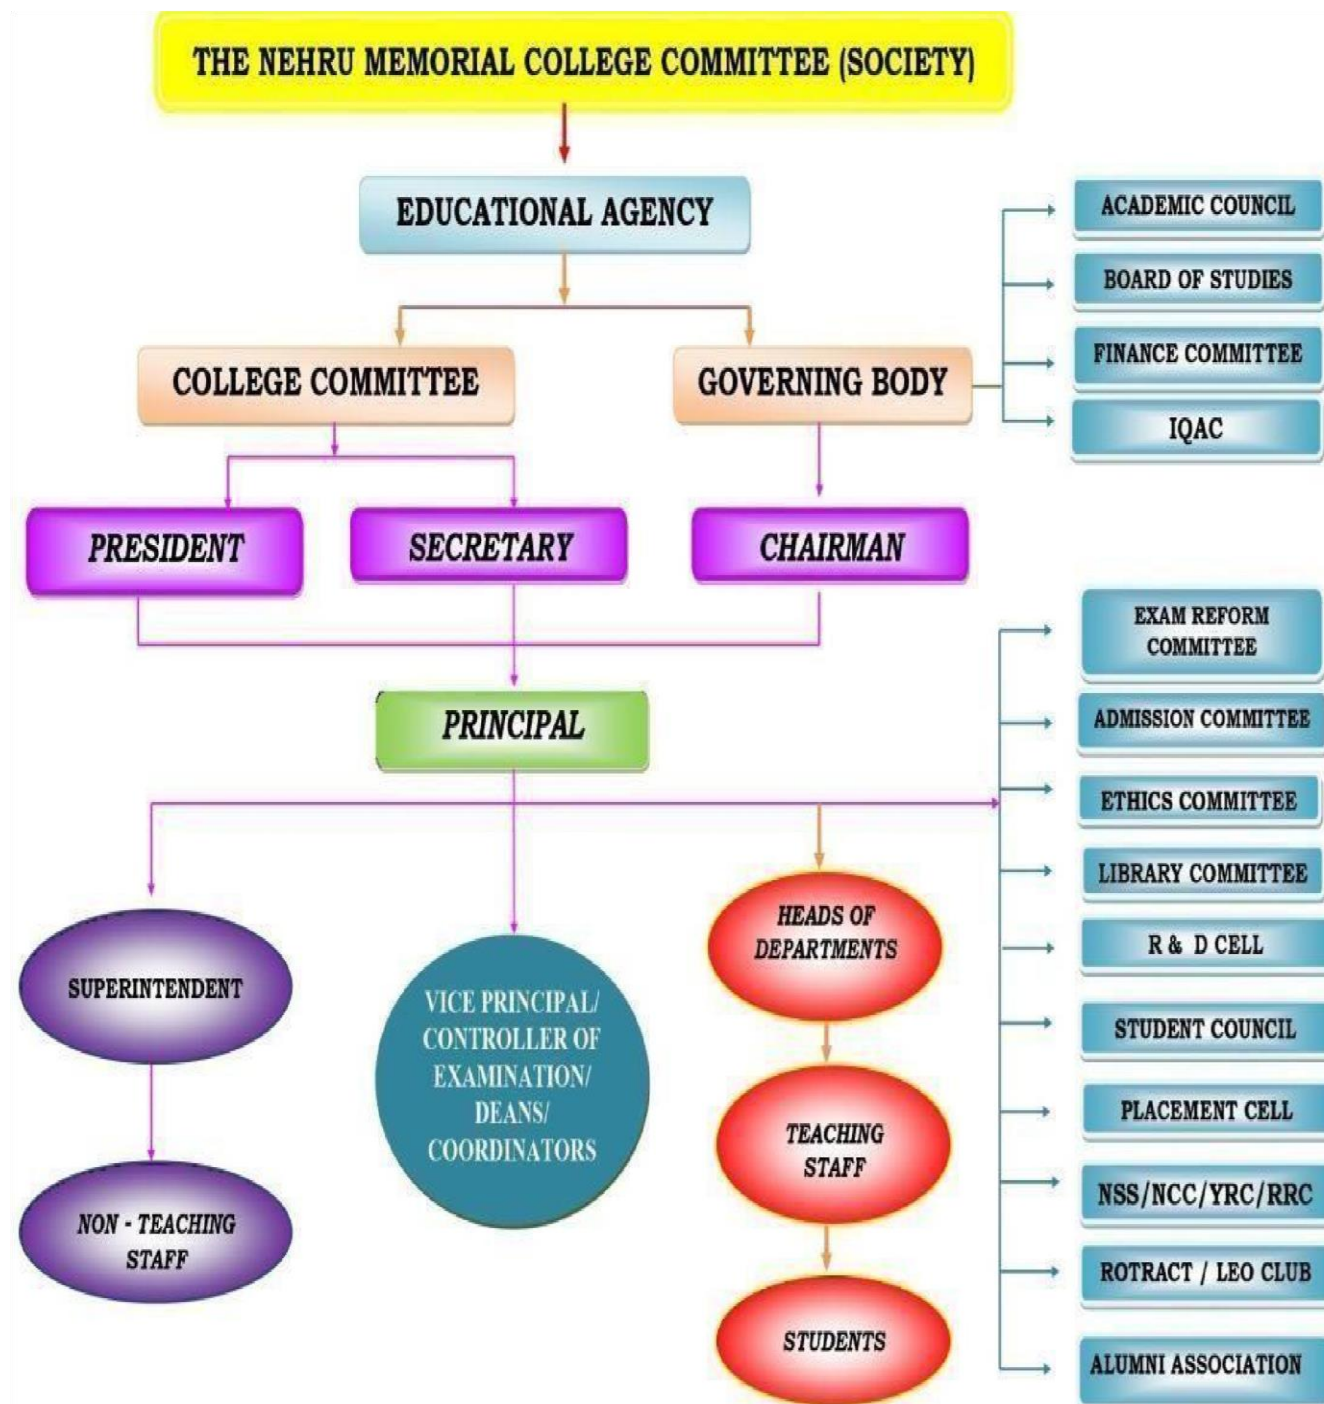 THE NEHRU MEMORIAL COLLEGE COMMITTEE (SOCIETY)
EDUCATIONAL AGENCY
ACADEMIC COUNCIL
BOARD OF STUDIES
FINANCE COMMITTEE
IQAC
COLLEGE COMMITTEE
GOVERNING BODY
PRESIDENT
SECRETARY
CHAIRMAN
PRINCIPAL
EXAM REFORM
COMMITTEE
ADMISSION COMMITTEE
ETHICS COMMITTEE
LIBRARY COMMITTEE
R & D CELL
STUDENT COUNCIL
PLACEMENT CELL
NSS/NCC/YRC/RRC
ROTRACT / LEO CLUB
ALUMNI ASSOCIATION
SUPERINTENDENT
NON - TEACHING
STAFF
VICE PRINCIPAL/
CONTROLLER OF
EXAMINATION/
DEANS/
COORDINATORS
HEADS OF
DEPARTMENTS
TEACHING
STAFF
STUDENTS